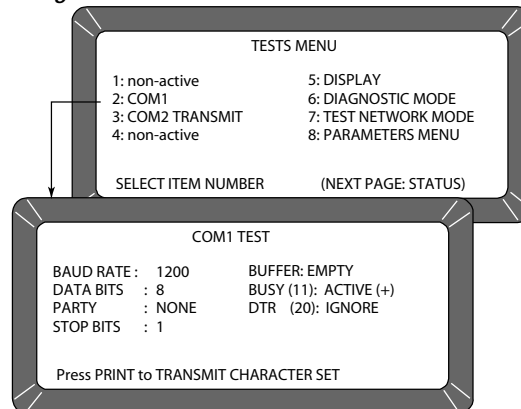 TESTS MENU
1: non-active 5: DISPLAY
2: COM1 6: DIAGNOSTIC MODE
3: COM2 TRANSMIT 7: TEST NETWORK MODE
4: non-active 8: PARAMETERS MENU
SELECT ITEM NUMBER (NEXT PAGE: STATUS)
COM1 TEST
BAUD RATE : 1200 BUFFER: EMPTY
DATA BITS : 8 BUSY (11): ACTIVE (+)
PARTY : NONE DTR (20): IGNORE
STOP BITS : 1
Press PRINT to TRANSMIT CHARACTER SET